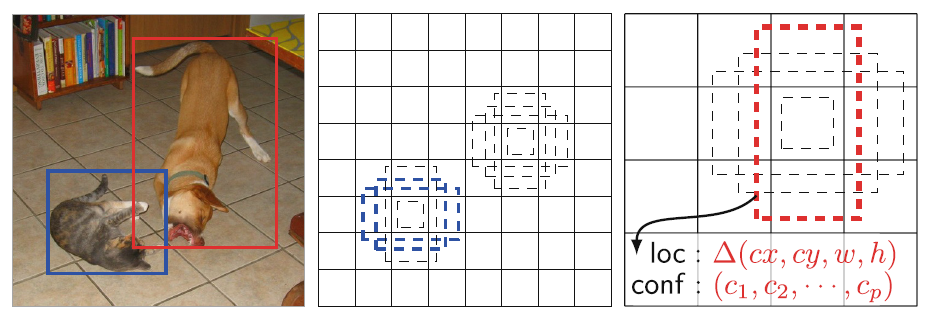 loc : Δ(cx, cy, w, h)
conf : (c₁, c₂, ⋯, cₚ)